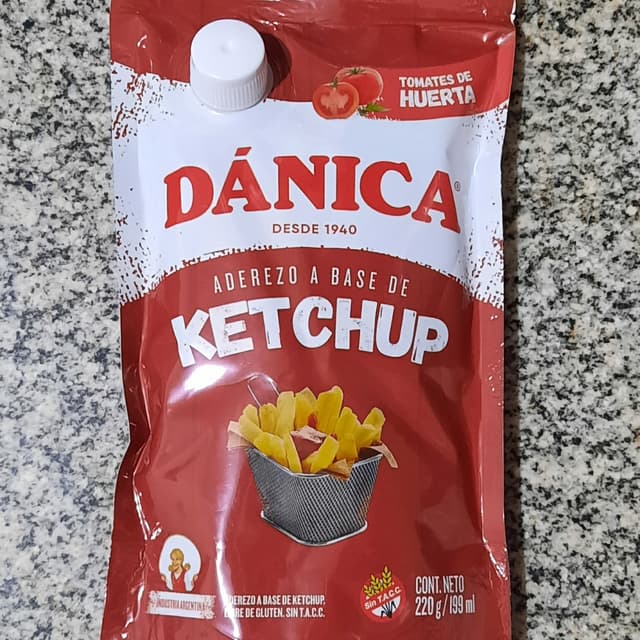 TOMATES DE
HUERTA
DÁNICA®
DESDE 1940
ADEREZO A BASE DE
KETCHUP
INDUSTRIA ARGENTINA
ADEREZO A BASE DE KETCHUP.
LIBRE DE GLUTEN. SIN T.A.C.C.
Sin T.A.C.C.
CONT. NETO
220 g / 199 ml